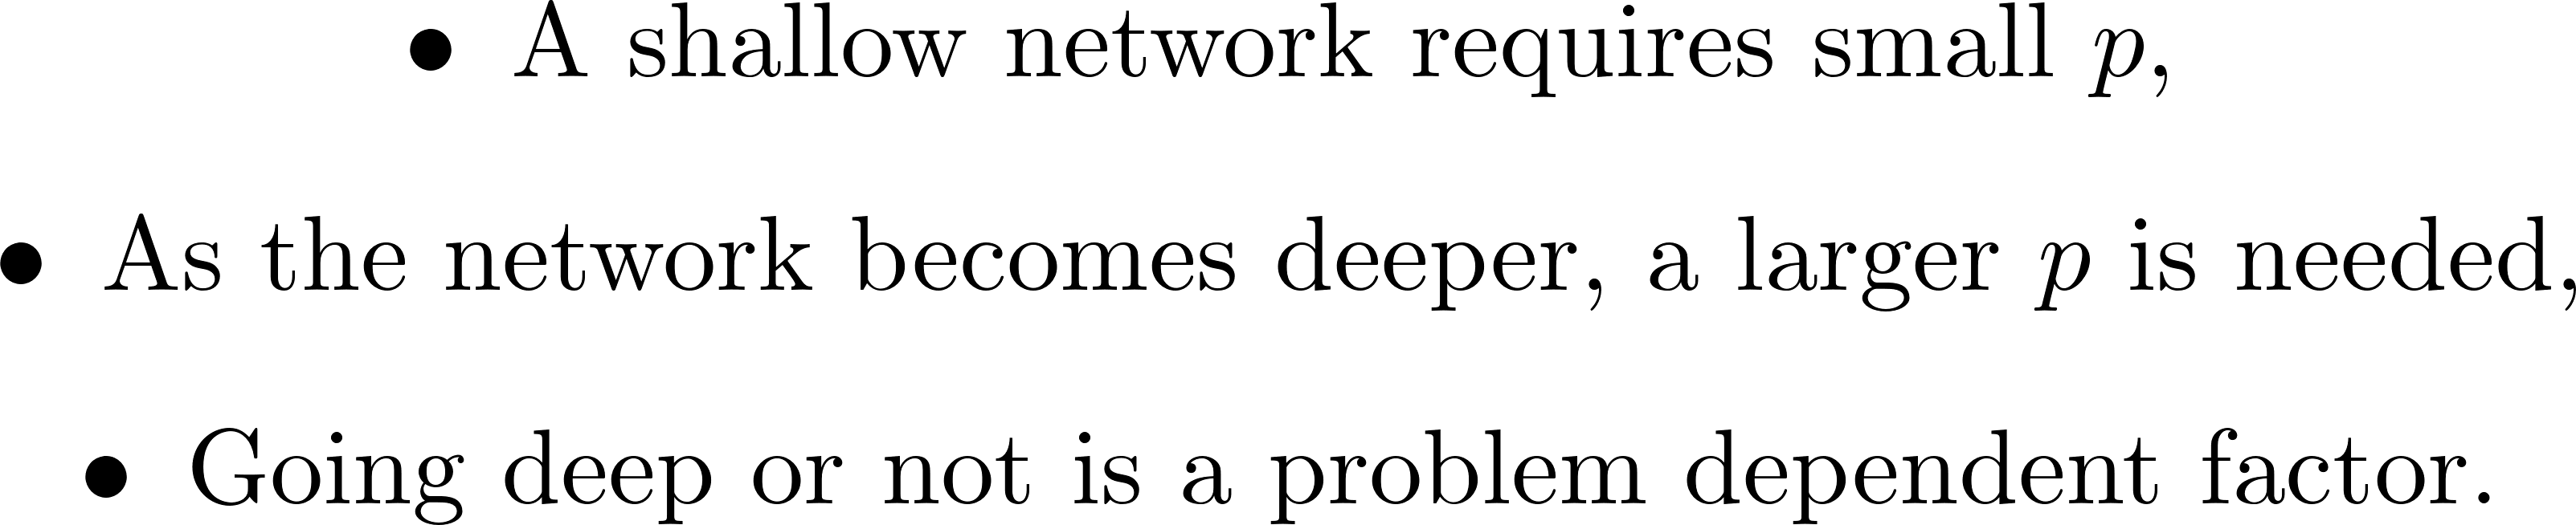 • A shallow network requires small p,
• As the network becomes deeper, a larger p is needed,
• Going deep or not is a problem dependent factor.